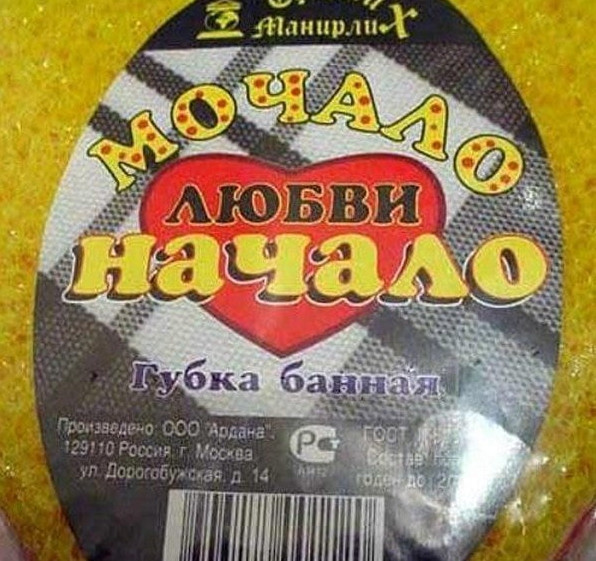 МанирлиХ
МОЧАЛО
ЛЮБВИ
начало
Губка банная
Произведено: ООО "Ардана".
129110 Россия, г. Москва,
ул. Дорогобужская, д. 14
РСТ
ГОСТ
Состав
годен до